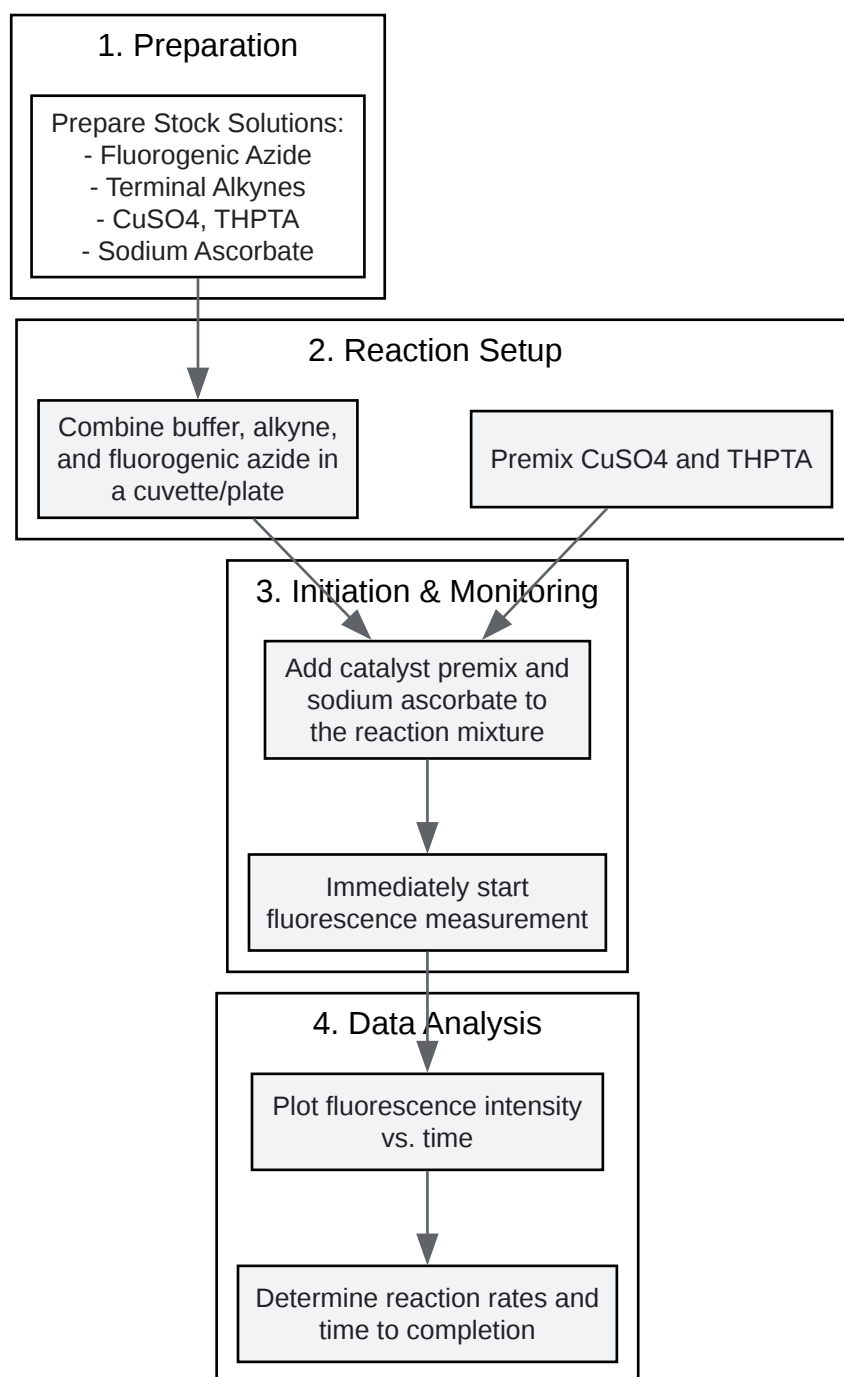 1. Preparation
Prepare Stock Solutions:
- Fluorogenic Azide
- Terminal Alkynes
- CuSO4, THPTA
- Sodium Ascorbate
2. Reaction Setup
Combine buffer, alkyne,
and fluorogenic azide in
a cuvette/plate
Premix CuSO4 and THPTA
3. Initiation & Monitoring
Add catalyst premix and
sodium ascorbate to
the reaction mixture
Immediately start
fluorescence measurement
4. Data Analysis
Plot fluorescence intensity
vs. time
Determine reaction rates and
time to completion